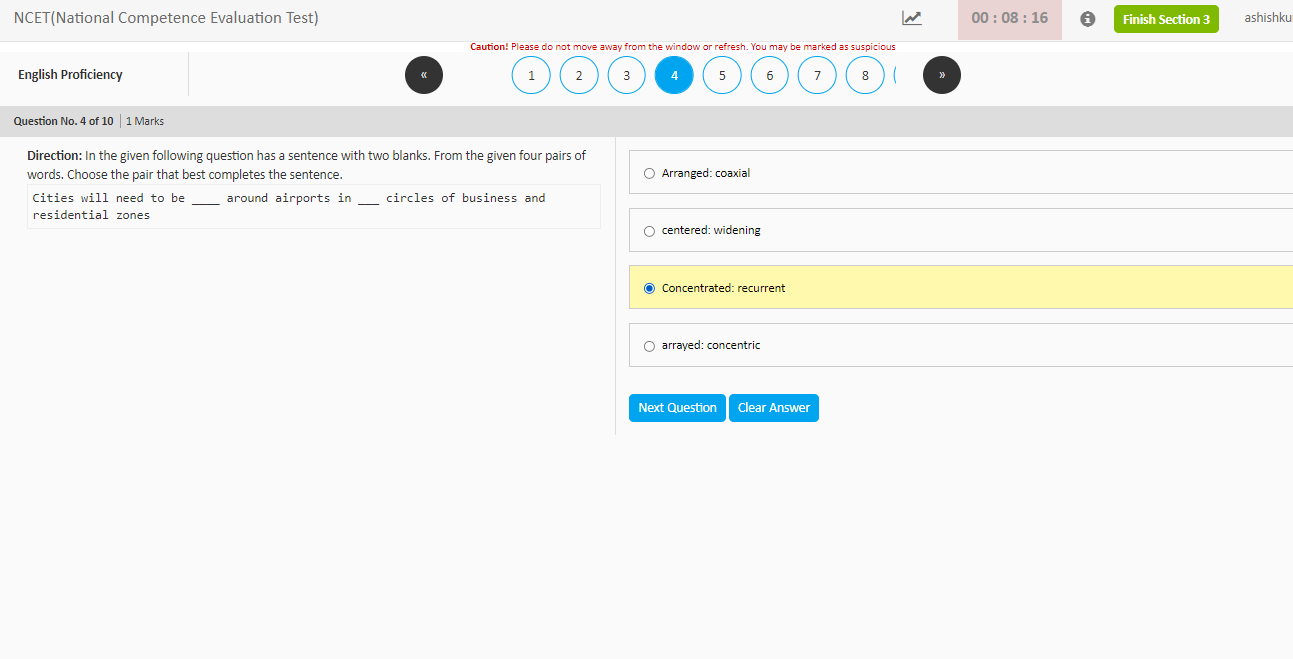 NCET(National Competence Evaluation Test)
00 : 08 : 16
Finish Section 3
ashishku
Caution! Please do not move away from the window or refresh. You may be marked as suspicious
English Proficiency
«
1
2
3
4
5
6
7
8
»
Question No. 4 of 10 | 1 Marks
Direction: In the given following question has a sentence with two blanks. From the given four pairs of
words. Choose the pair that best completes the sentence.
Cities will need to be ____ around airports in ___ circles of business and
residential zones
Arranged: coaxial
centered: widening
Concentrated: recurrent
arrayed: concentric
Next Question
Clear Answer